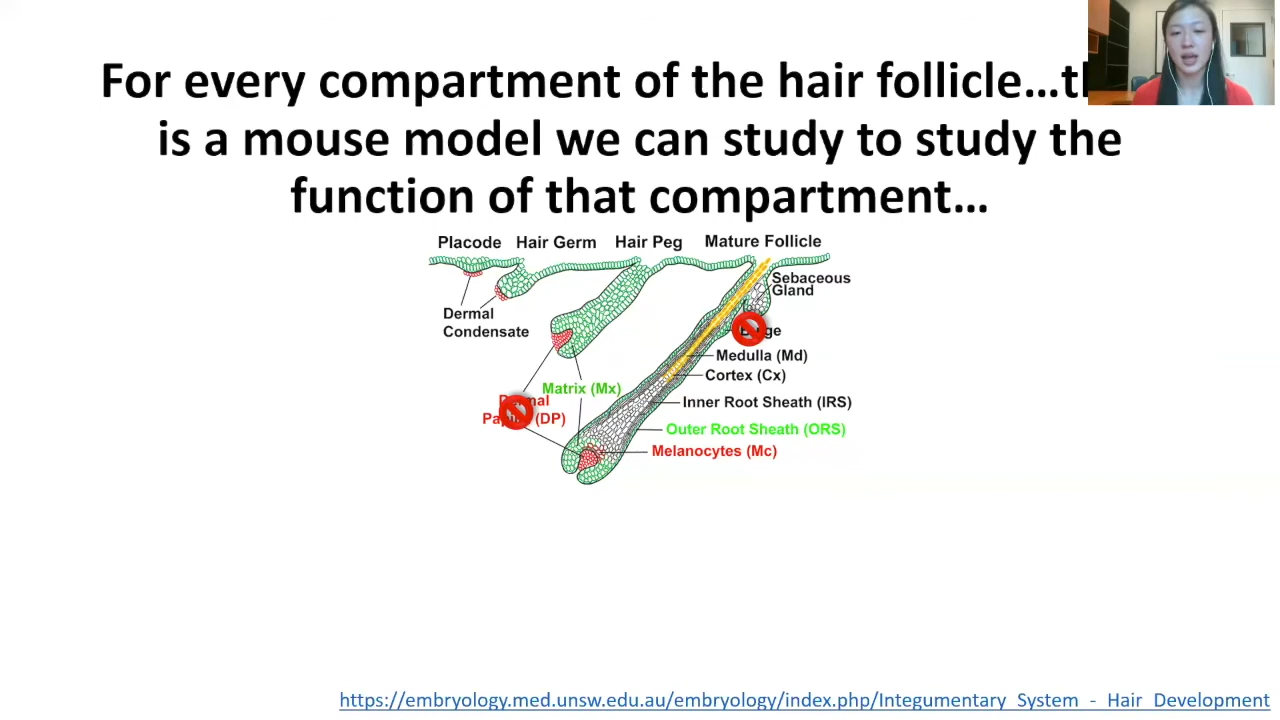 For every compartment of the hair follicle…
is a mouse model we can study to study the
function of that compartment…
Placode Hair Germ Hair Peg Mature Follicle
Sebaceous
Gland
Dermal
Condensate
Medulla (Md)
Cortex (Cx)
Matrix (Mx)
Inner Root Sheath (IRS)
(DP)
Outer Root Sheath (ORS)
Melanocytes (Mc)
https://embryology.med.unsw.edu.au/embryology/index.php/Integumentary_System_-_Hair_Development